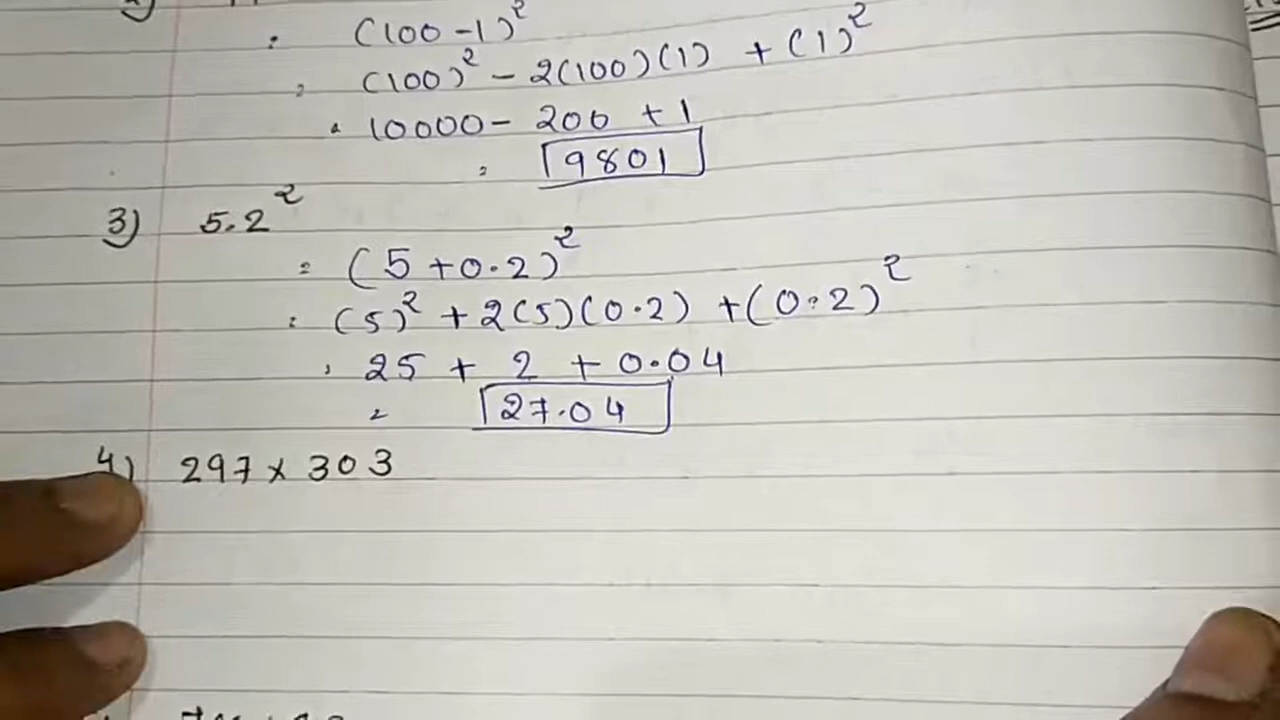 : (100-1)²
= (100)² - 2(100)(1) + (1)²
= 10000 - 200 + 1
= 9801
3) 5.2²
= (5+0.2)²
= (5)² + 2(5)(0.2) + (0.2)²
= 25 + 2 + 0.04
= 27.04
4) 297 x 303